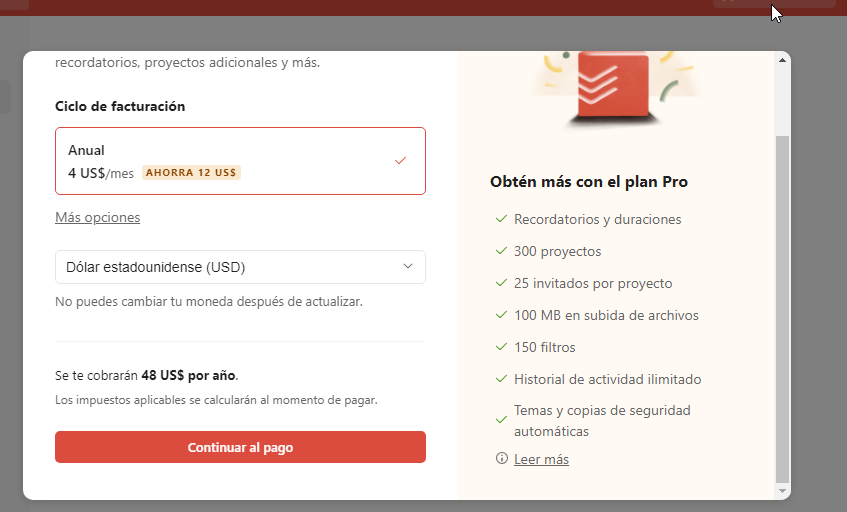 recordatorios, proyectos adicionales y más.
Ciclo de facturación
Anual
4 US$/mes AHORRA 12 US$
Más opciones
Dólar estadounidense (USD)
No puedes cambiar tu moneda después de actualizar.
Se te cobrarán 48 US$ por año.
Los impuestos aplicables se calcularán al momento de pagar.
Continuar al pago
Obtén más con el plan Pro
Recordatorios y duraciones
300 proyectos
25 invitados por proyecto
100 MB en subida de archivos
150 filtros
Historial de actividad ilimitado
Temas y copias de seguridad
automáticas
Leer más